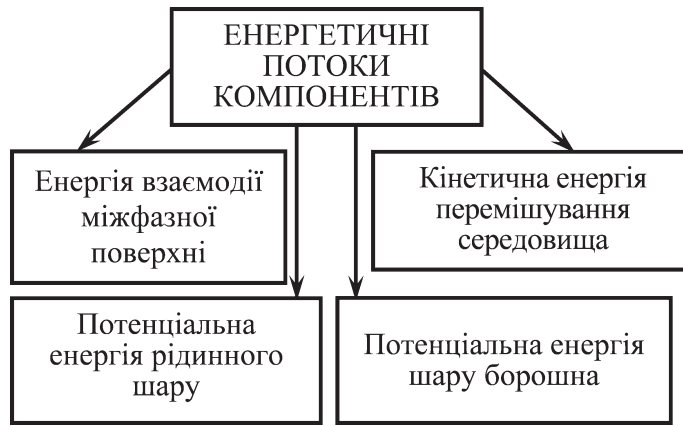 ЕНЕРГЕТИЧНІ
ПОТОКИ
КОМПОНЕНТІВ
Енергія взаємодії
міжфазної
поверхні
Кінетична енергія
перемішування
середовища
Потенціальна
енергія рідинного
шару
Потенціальна енергія
шару борошна